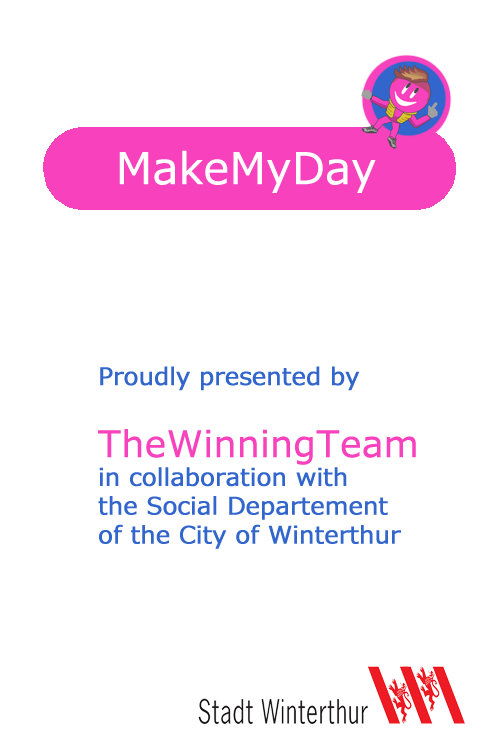 MakeMyDay
Proudly presented by
TheWinningTeam
in collaboration with
the Social Departement
of the City of Winterthur
Stadt Winterthur